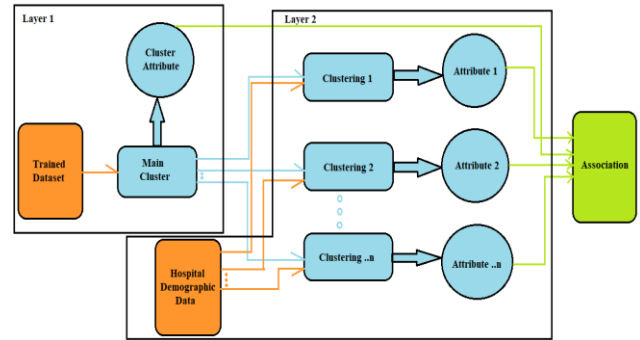 Layer 1
Layer 2
Cluster
Attribute
Clustering 1
Attribute 1
Trained
Dataset
Main
Cluster
Clustering 2
Attribute 2
Association
Hospital
Demographic
Data
Clustering ..n
Attribute ..n